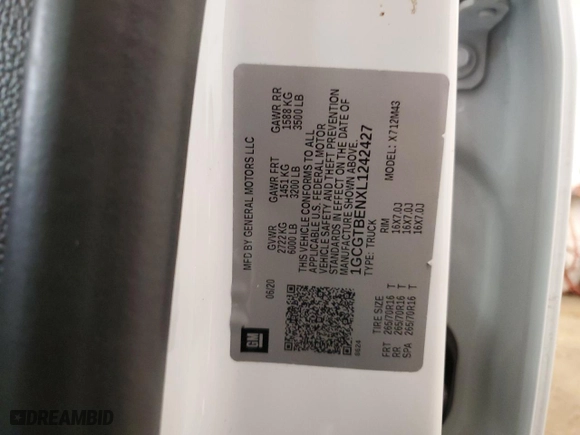 MFD BY GENERAL MOTORS LLC
06/20
GVWR
2722 KG
6000 LB
GAWR FRT
1451 KG
3200 LB
GAWR RR
1588 KG
3500 LB
THIS VEHICLE CONFORMS TO ALL
APPLICABLE U.S. FEDERAL MOTOR
VEHICLE SAFETY AND THEFT PREVENTION
STANDARDS IN EFFECT ON THE DATE OF
MANUFACTURE SHOWN ABOVE.
1GCGTBENXL1242427
TYPE: TRUCK
MODEL: X712M43
GM
TIRE SIZE
RIM
FRT 265/70R16 T 16X7.0J
RR 265/70R16 T 16X7.0J
SPA 265/70R16 T 16X7.0J
DREAMBID